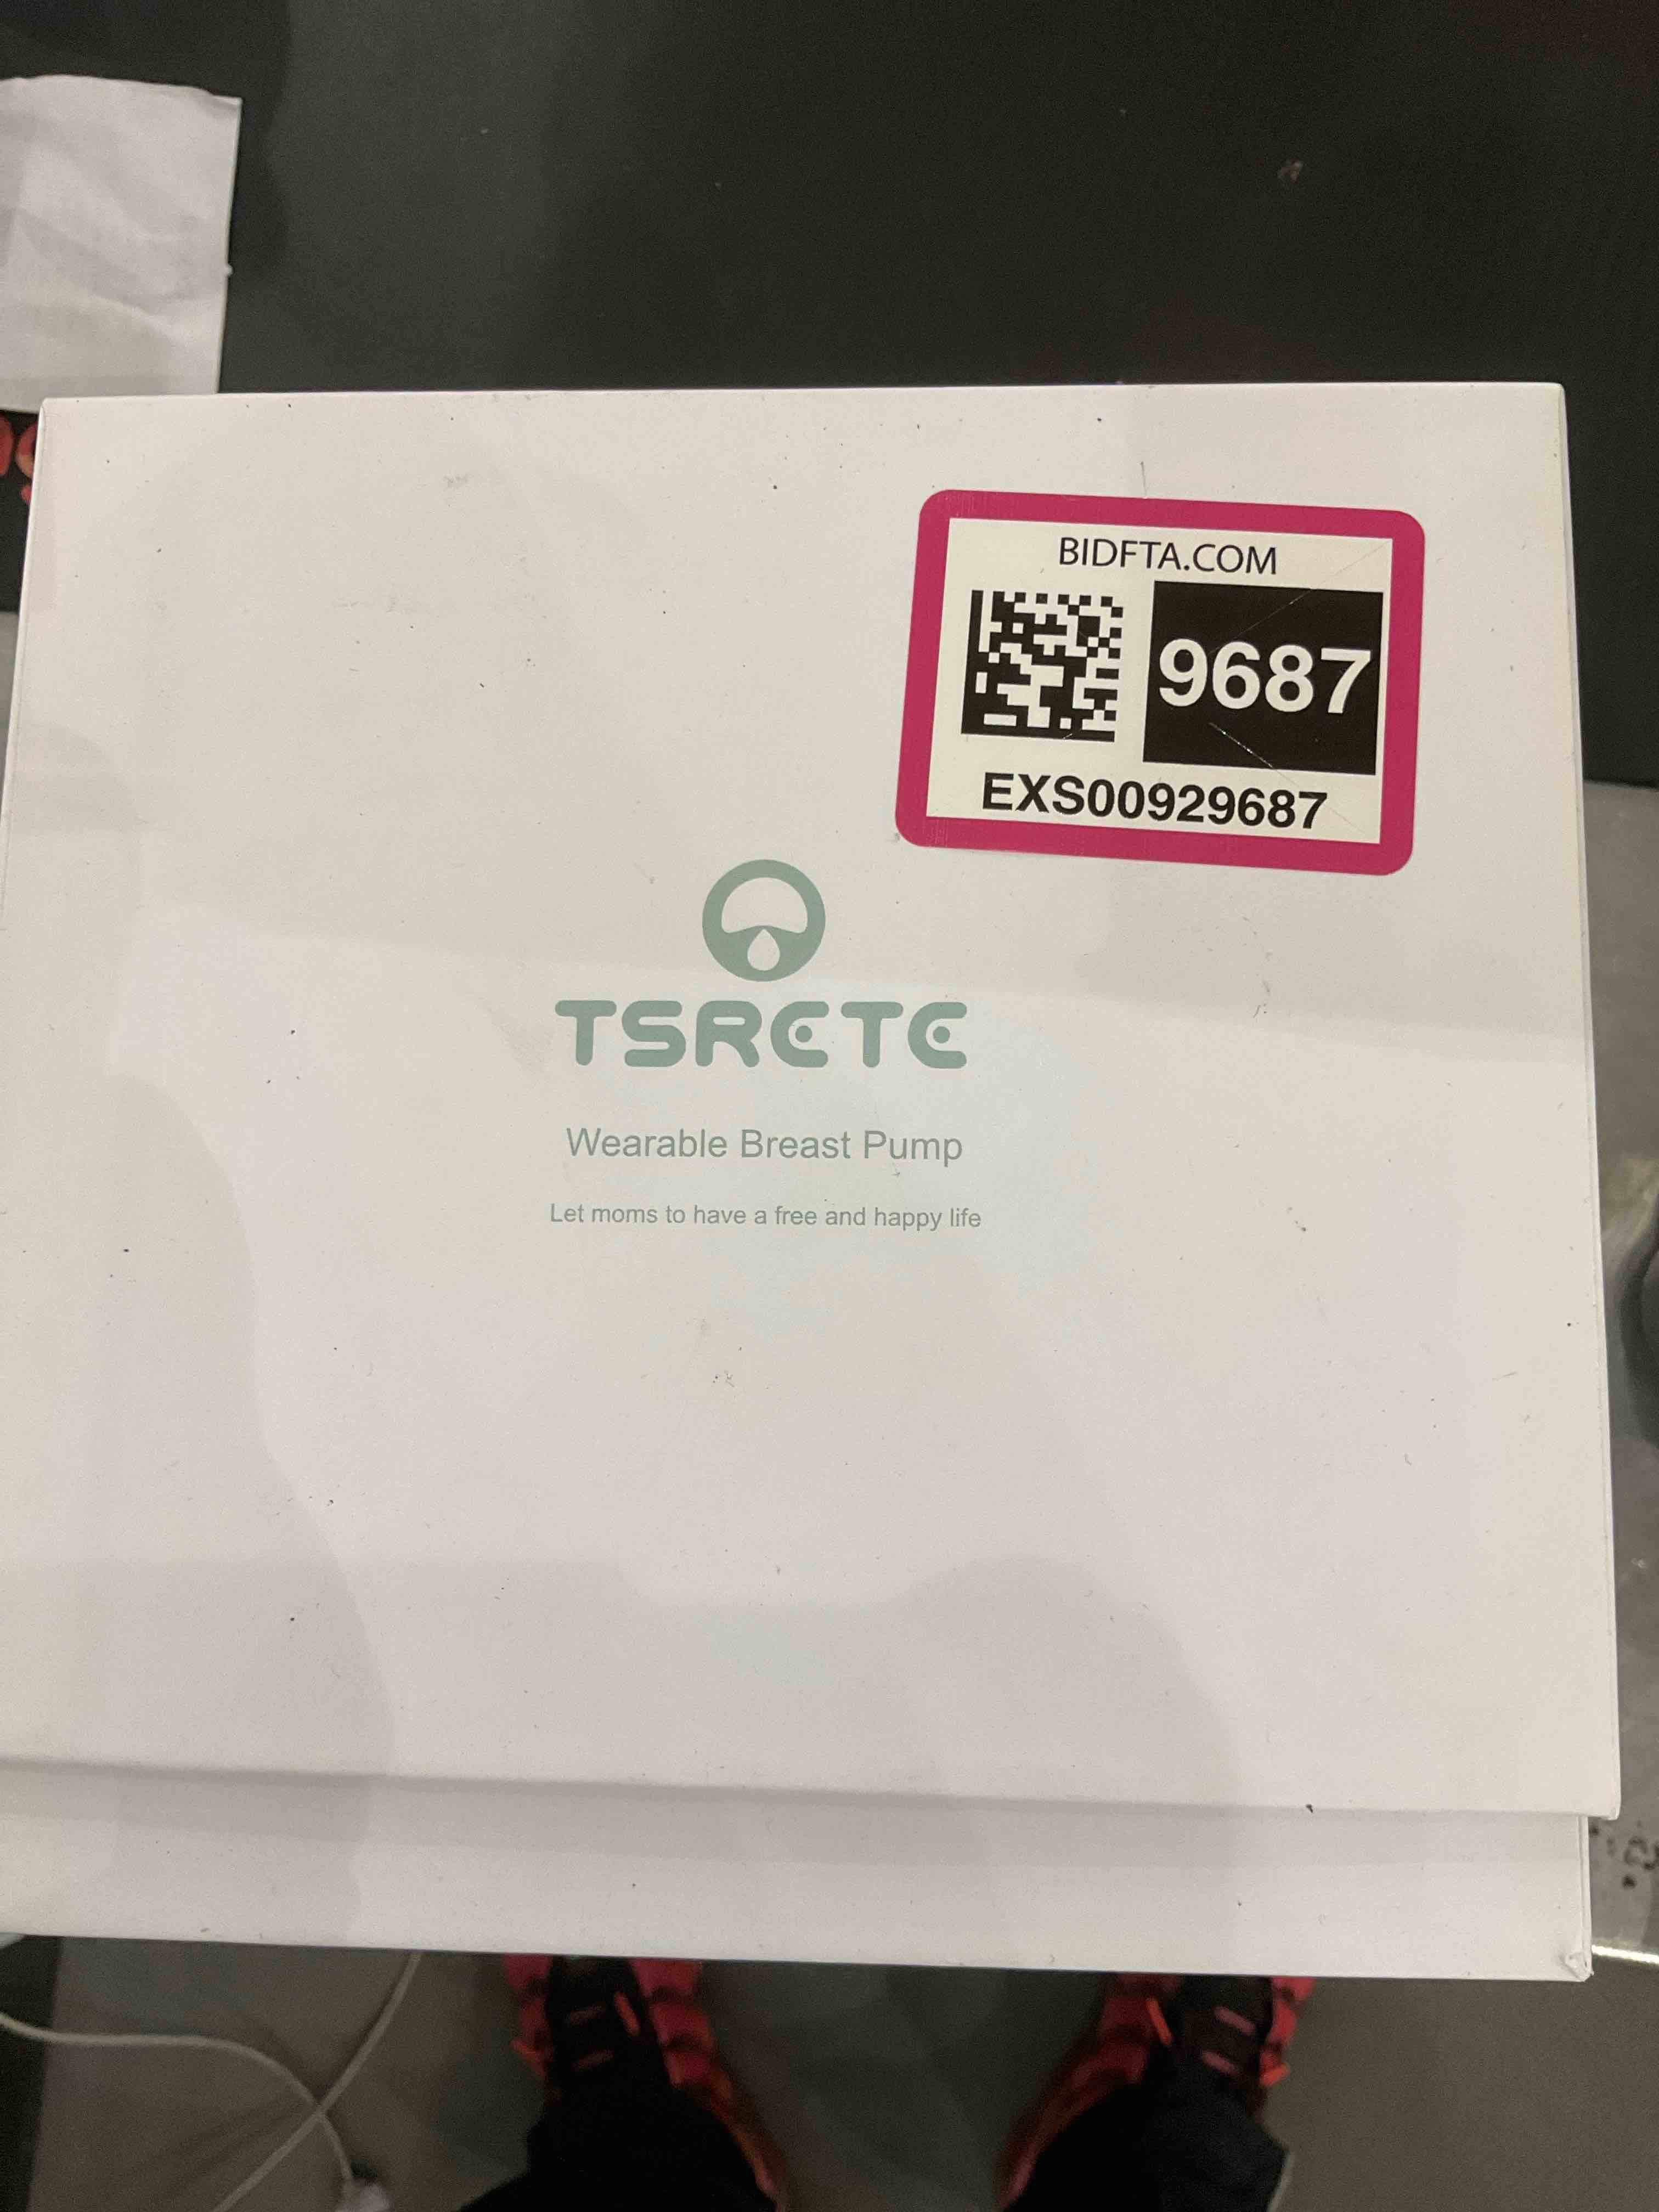 BIDFTA.COM
9687
EXS00929687
TSRETE
Wearable Breast Pump
Let moms to have a free and happy life